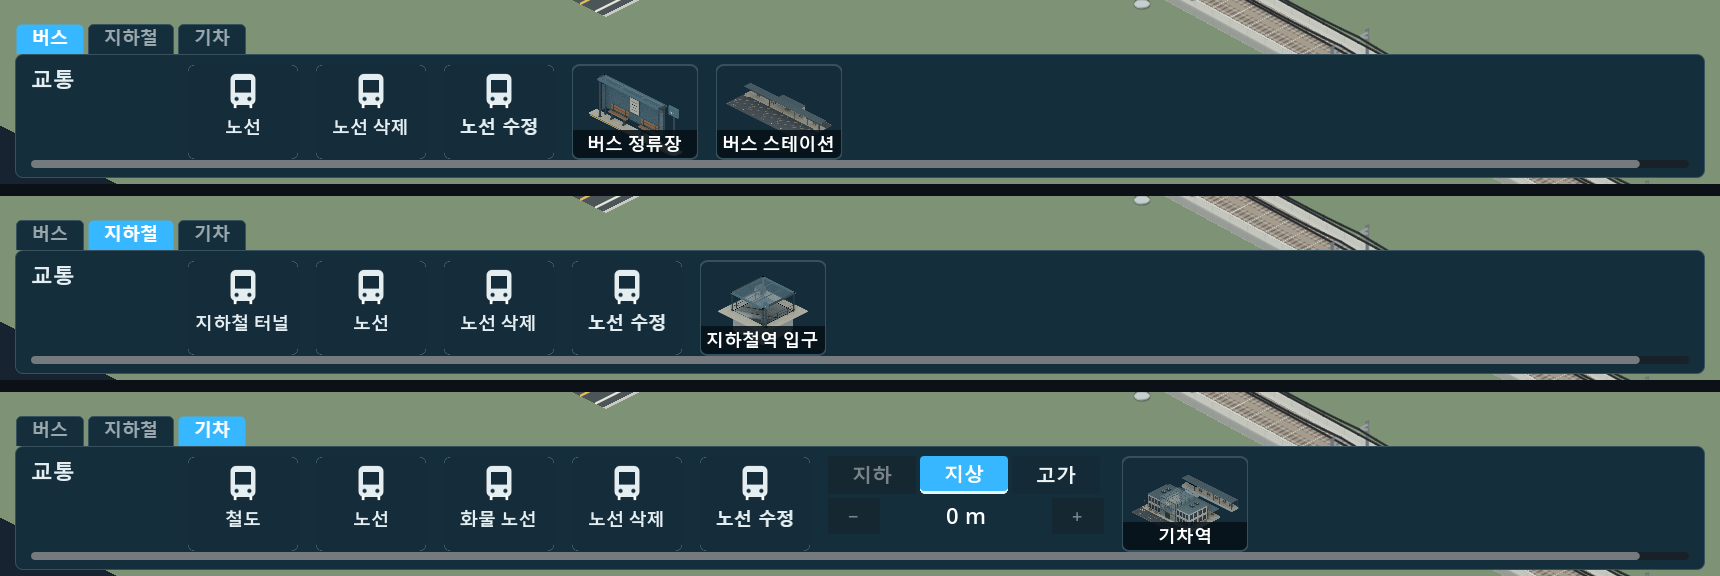 버스 지하철 기차
교통
노선 노선 삭제 노선 수정 버스 정류장 버스 스테이션
버스 지하철 기차
교통
지하철 터널 노선 노선 삭제 노선 수정 지하철역 입구
버스 지하철 기차
교통 지하 지상 고가
철도 노선 화물 노선 노선 삭제 노선 수정 − 0 m + 기차역